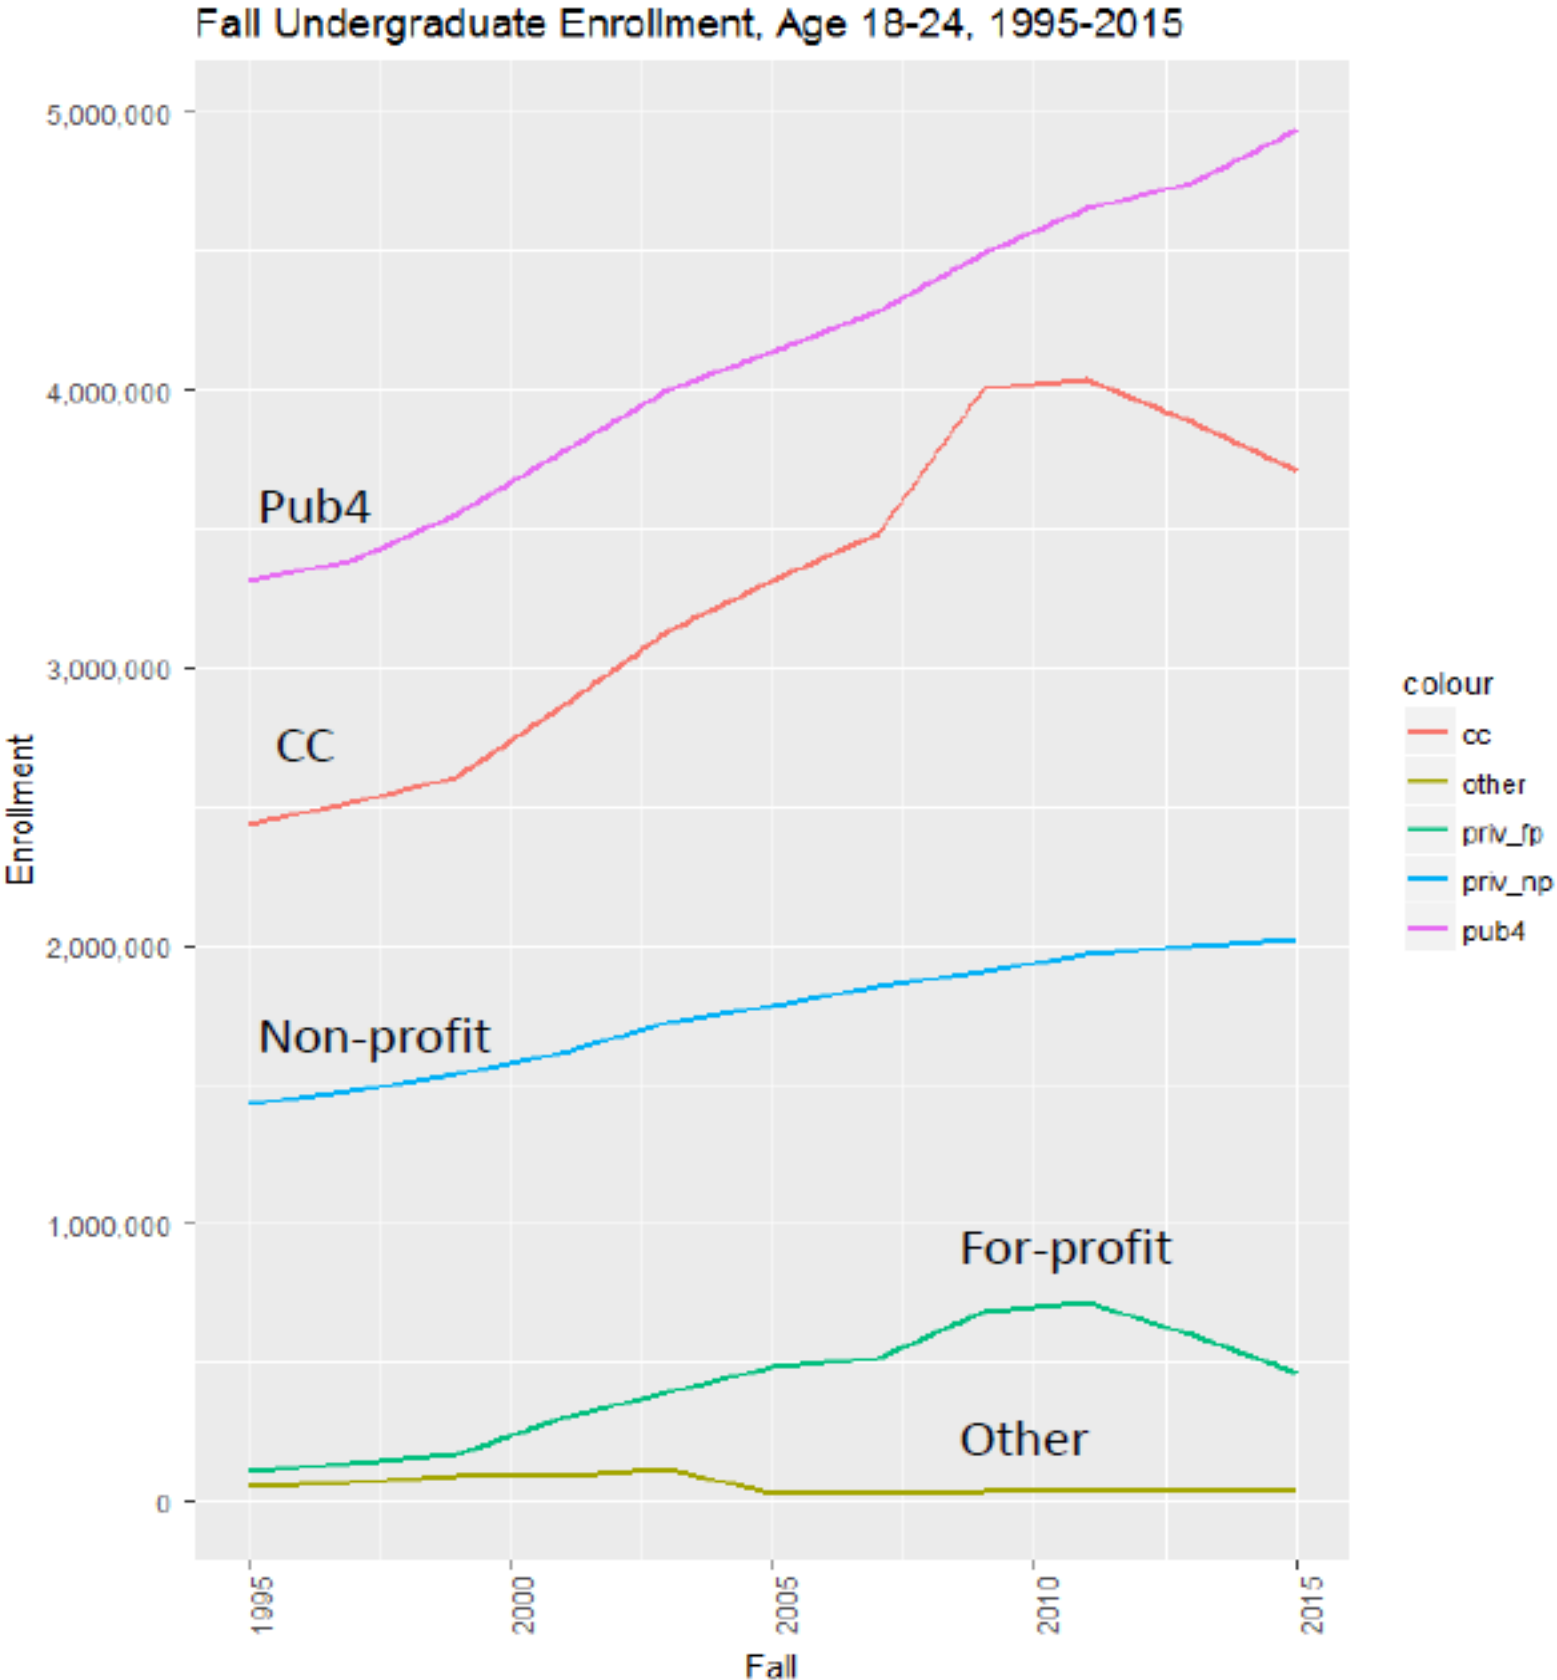 Fall Undergraduate Enrollment, Age 18-24, 1995-2015
5,000,000
4,000,000
3,000,000
2,000,000
1,000,000
0
Enrollment
Pub4
CC
Non-profit
For-profit
Other
1995
2000
2005
2010
2015
Fall
colour
cc
other
priv_fp
priv_np
pub4